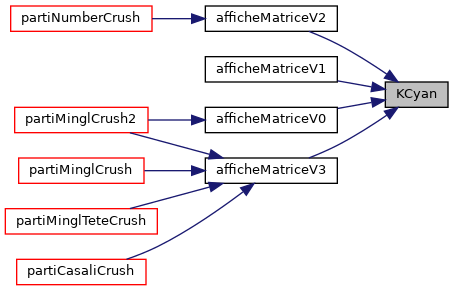 partiNumberCrush
afficheMatriceV2
afficheMatriceV1
KCyan
partiMinglCrush2
afficheMatriceV0
partiMinglCrush
afficheMatriceV3
partiMinglTeteCrush
partiCasaliCrush